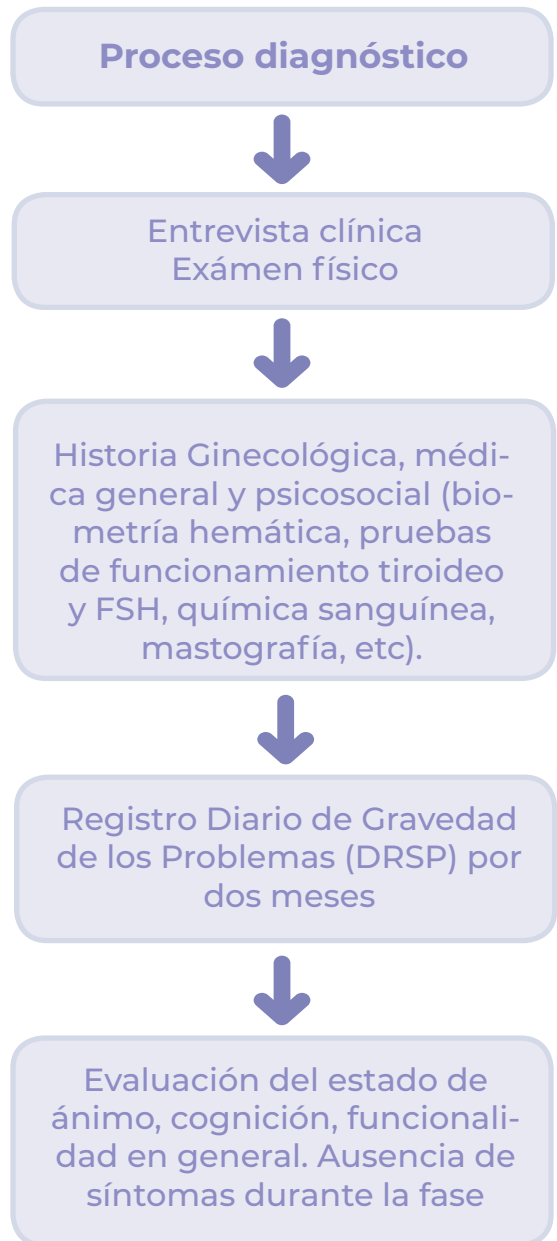 Proceso diagnóstico
Entrevista clínica
Exámen físico
Historia Ginecológica, médi-
ca general y psicosocial (bio-
metría hemática, pruebas
de funcionamiento tiroideo
y FSH, química sanguínea,
mastografía, etc).
Registro Diario de Gravedad
de los Problemas (DRSP) por
dos meses
Evaluación del estado de
ánimo, cognición, funcionali-
dad en general. Ausencia de
síntomas durante la fase